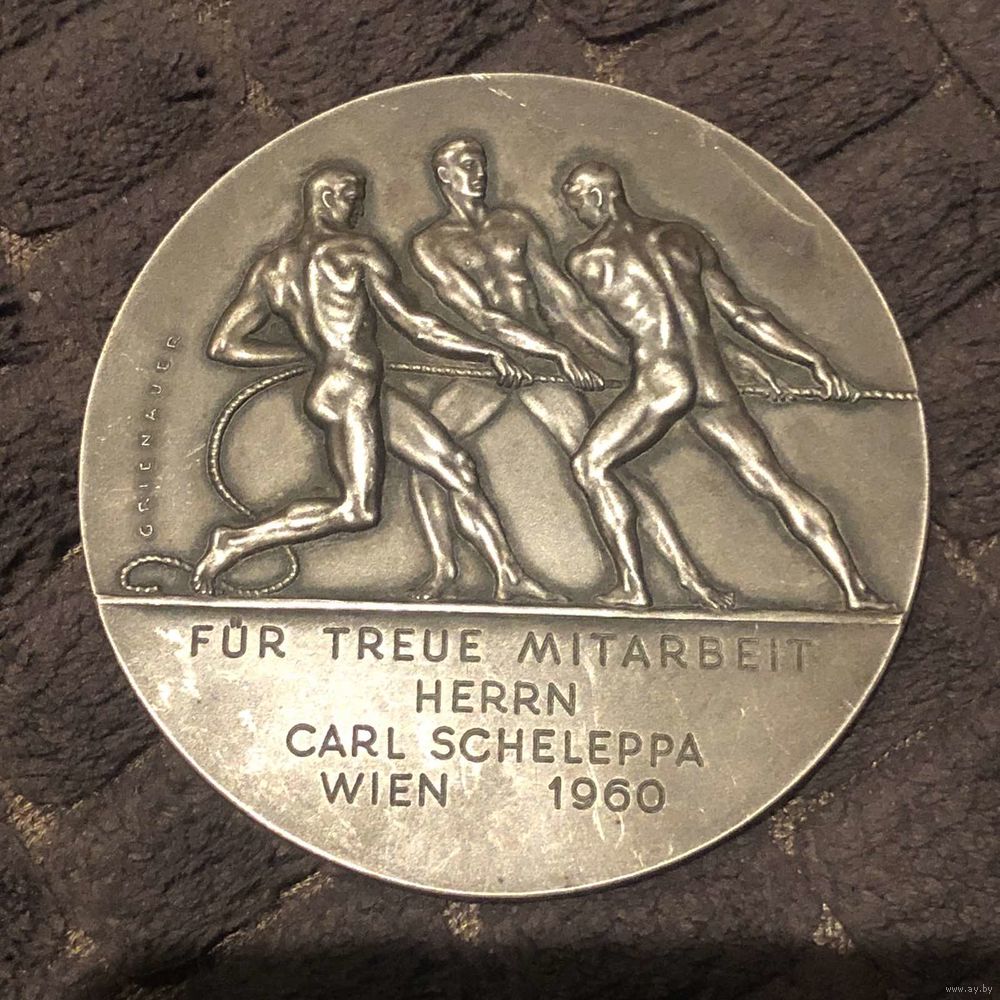 GRIENAUER
FÜR TREUE MITARBEIT
HERRN
CARL SCHELEPPA
WIEN 1960
www.ay.by